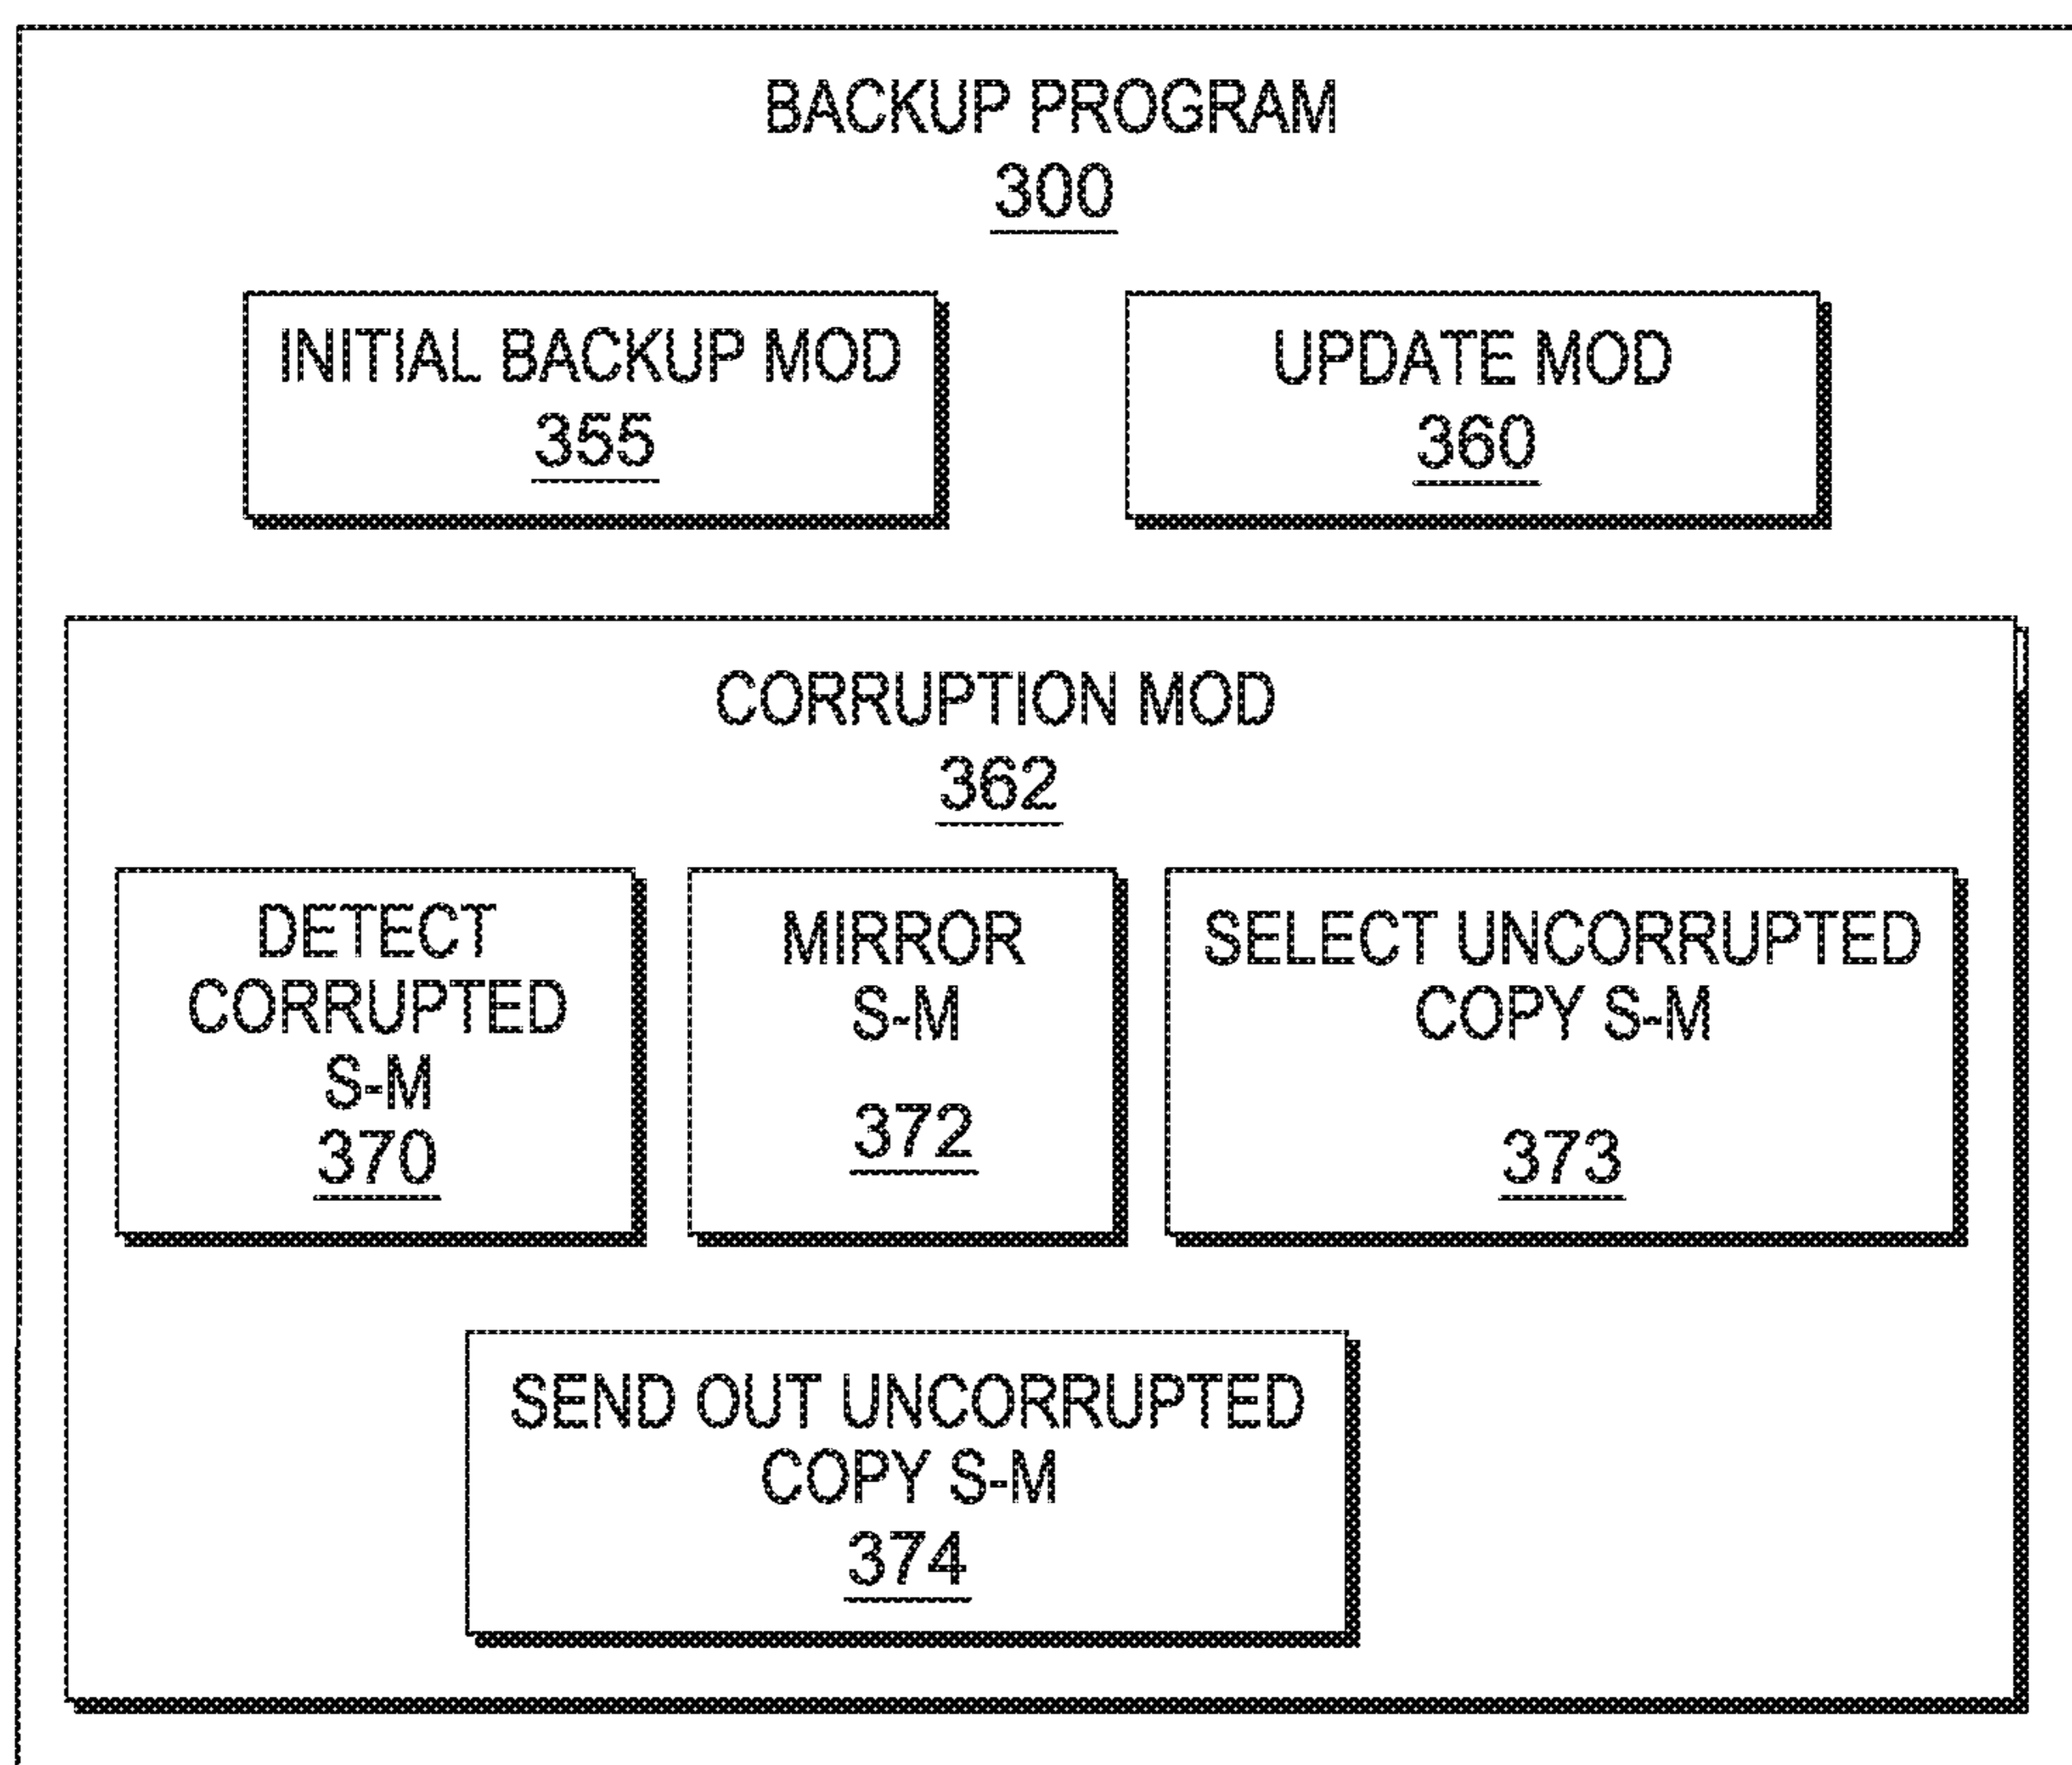 BACKUP PROGRAM
300
INITIAL BACKUP MOD
355
UPDATE MOD
360
CORRUPTION MOD
362
DETECT
CORRUPTED
S-M
370
MIRROR
S-M
372
SELECT UNCORRUPTED
COPY S-M
373
SEND OUT UNCORRUPTED
COPY S-M
374